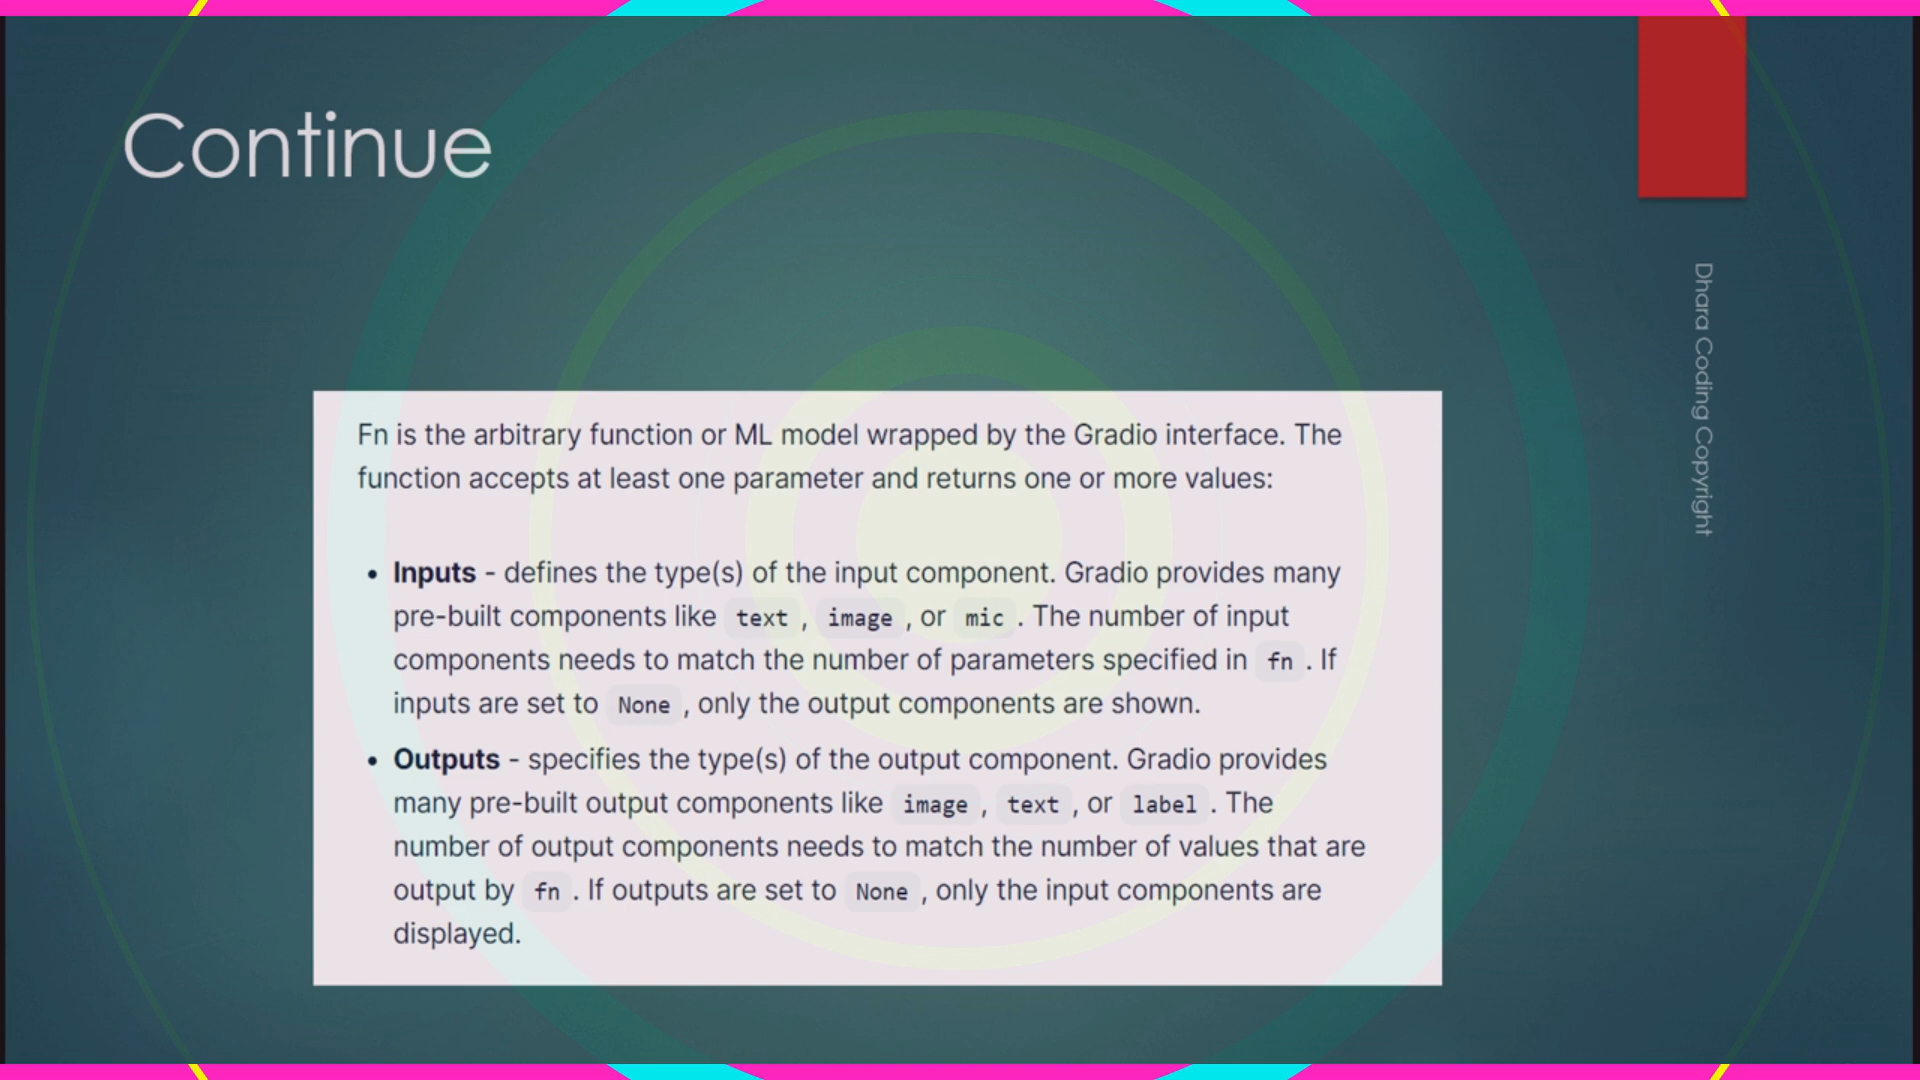 Continue
Fn is the arbitrary function or ML model wrapped by the Gradio interface. The
function accepts at least one parameter and returns one or more values:
• Inputs - defines the type(s) of the input component. Gradio provides many
pre-built components like text , image , or mic . The number of input
components needs to match the number of parameters specified in fn . If
inputs are set to None , only the output components are shown.
• Outputs - specifies the type(s) of the output component. Gradio provides
many pre-built output components like image , text , or label . The
number of output components needs to match the number of values that are
output by fn . If outputs are set to None , only the input components are
displayed.
Dhara Coding Copyright